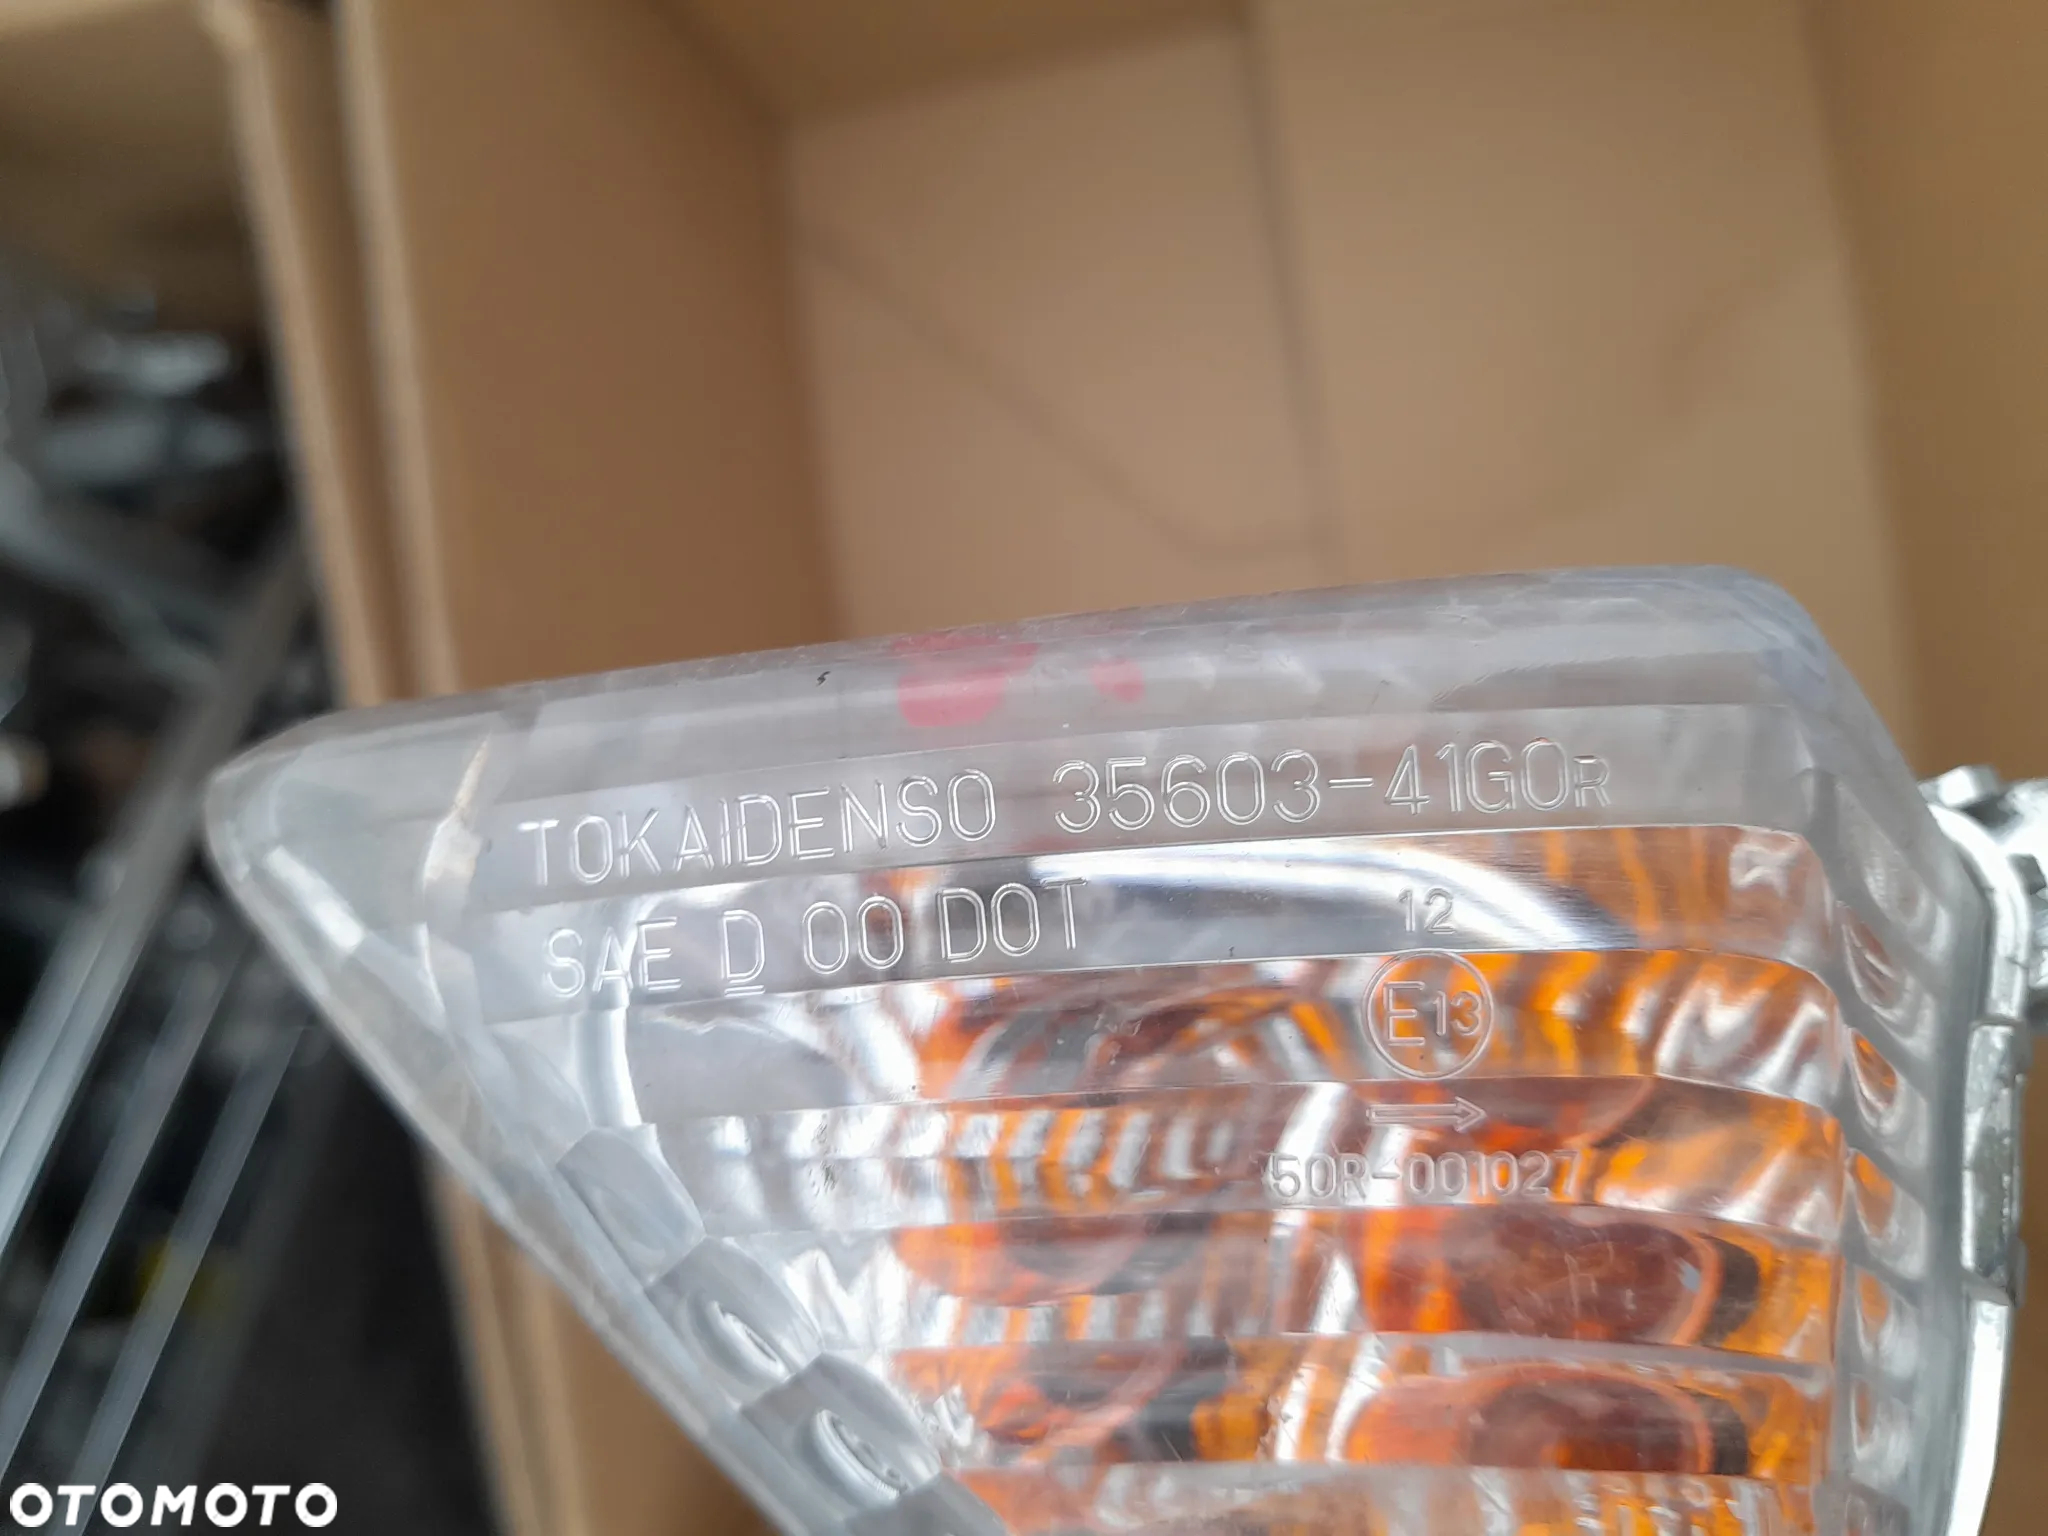 TOKAIDENSO 35603-41G0R
SAE D 00 DOT
12
E13
50R-001027
OTOMOTO